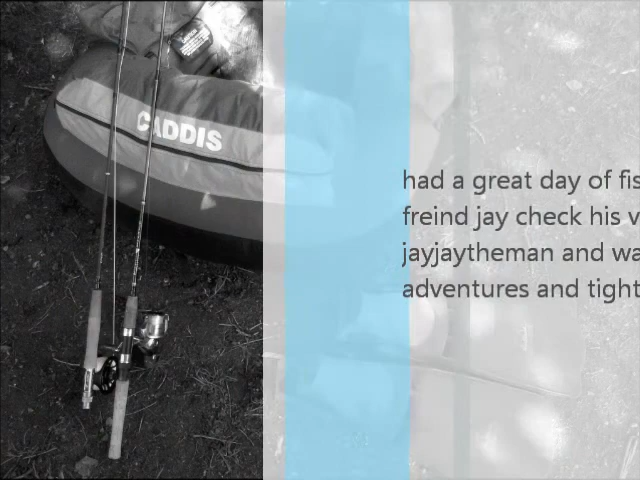 CADDIS
had a great day of fis
freind jay check his v
jayjaytheman and wa
adventures and tight